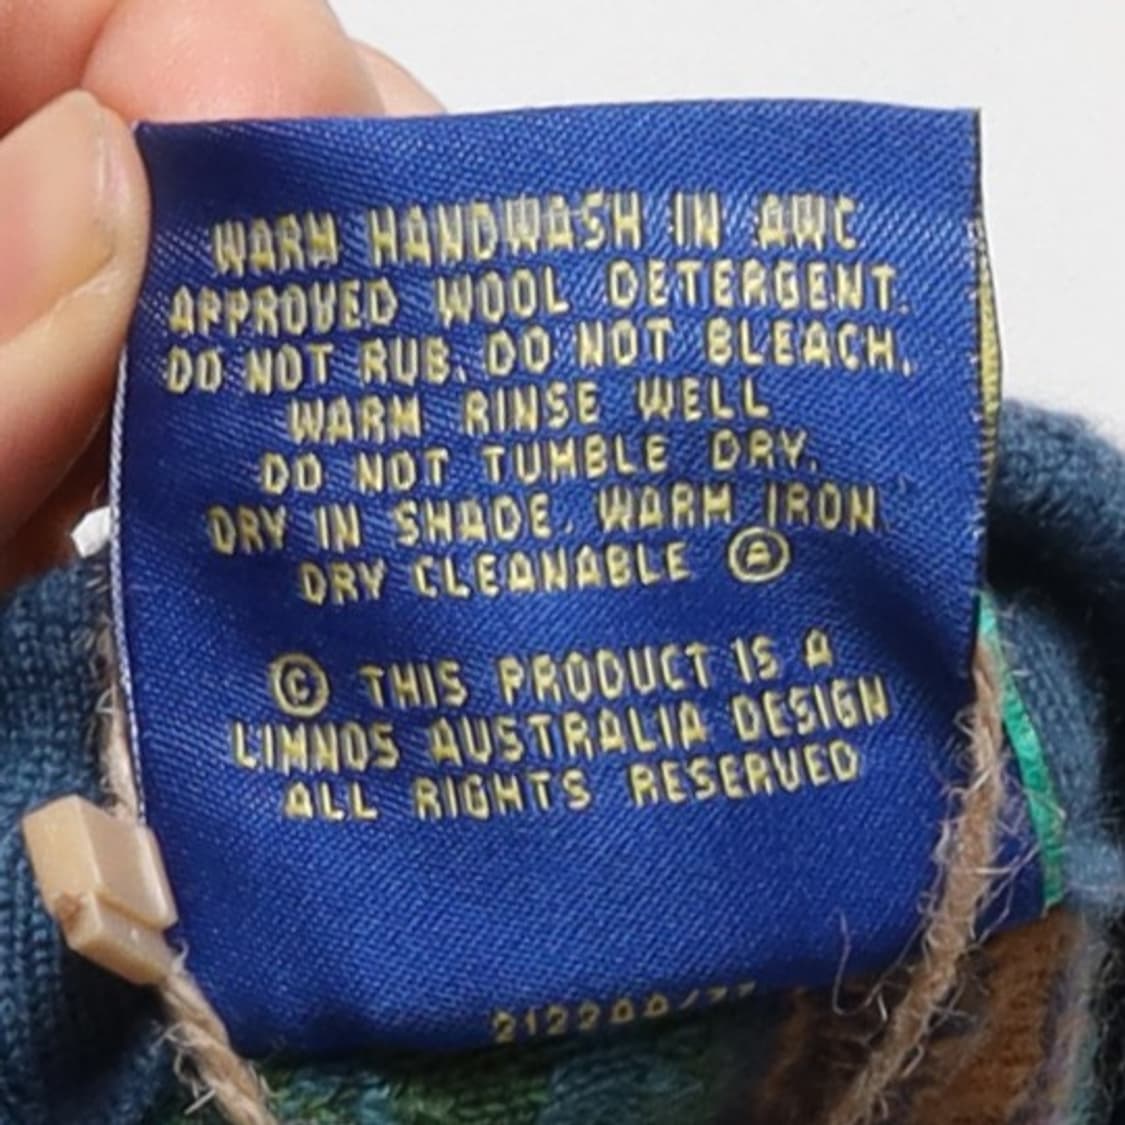 WARM HANDWASH IN AWC
APPROVED WOOL DETERGENT.
DO NOT RUB. DO NOT BLEACH.
WARM RINSE WELL
DO NOT TUMBLE DRY.
DRY IN SHADE. WARM IRON.
DRY CLEANABLE Ⓐ
© THIS PRODUCT IS A
LIMNOS AUSTRALIA DESIGN
ALL RIGHTS RESERVED